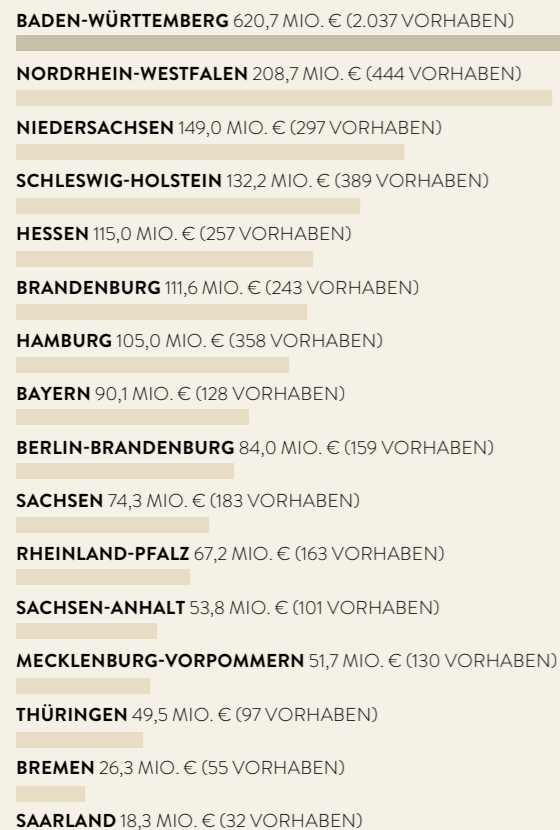 BADEN-WÜRTTEMBERG 620,7 MIO. € (2.037 VORHABEN)
NORDRHEIN-WESTFALEN 208,7 MIO. € (444 VORHABEN)
NIEDERSACHSEN 149,0 MIO. € (297 VORHABEN)
SCHLESWIG-HOLSTEIN 132,2 MIO. € (389 VORHABEN)
HESSEN 115,0 MIO. € (257 VORHABEN)
BRANDENBURG 111,6 MIO. € (243 VORHABEN)
HAMBURG 105,0 MIO. € (358 VORHABEN)
BAYERN 90,1 MIO. € (128 VORHABEN)
BERLIN-BRANDENBURG 84,0 MIO. € (159 VORHABEN)
SACHSEN 74,3 MIO. € (183 VORHABEN)
RHEINLAND-PFALZ 67,2 MIO. € (163 VORHABEN)
SACHSEN-ANHALT 53,8 MIO. € (101 VORHABEN)
MECKLENBURG-VORPOMMERN 51,7 MIO. € (130 VORHABEN)
THÜRINGEN 49,5 MIO. € (97 VORHABEN)
BREMEN 26,3 MIO. € (55 VORHABEN)
SAARLAND 18,3 MIO. € (32 VORHABEN)